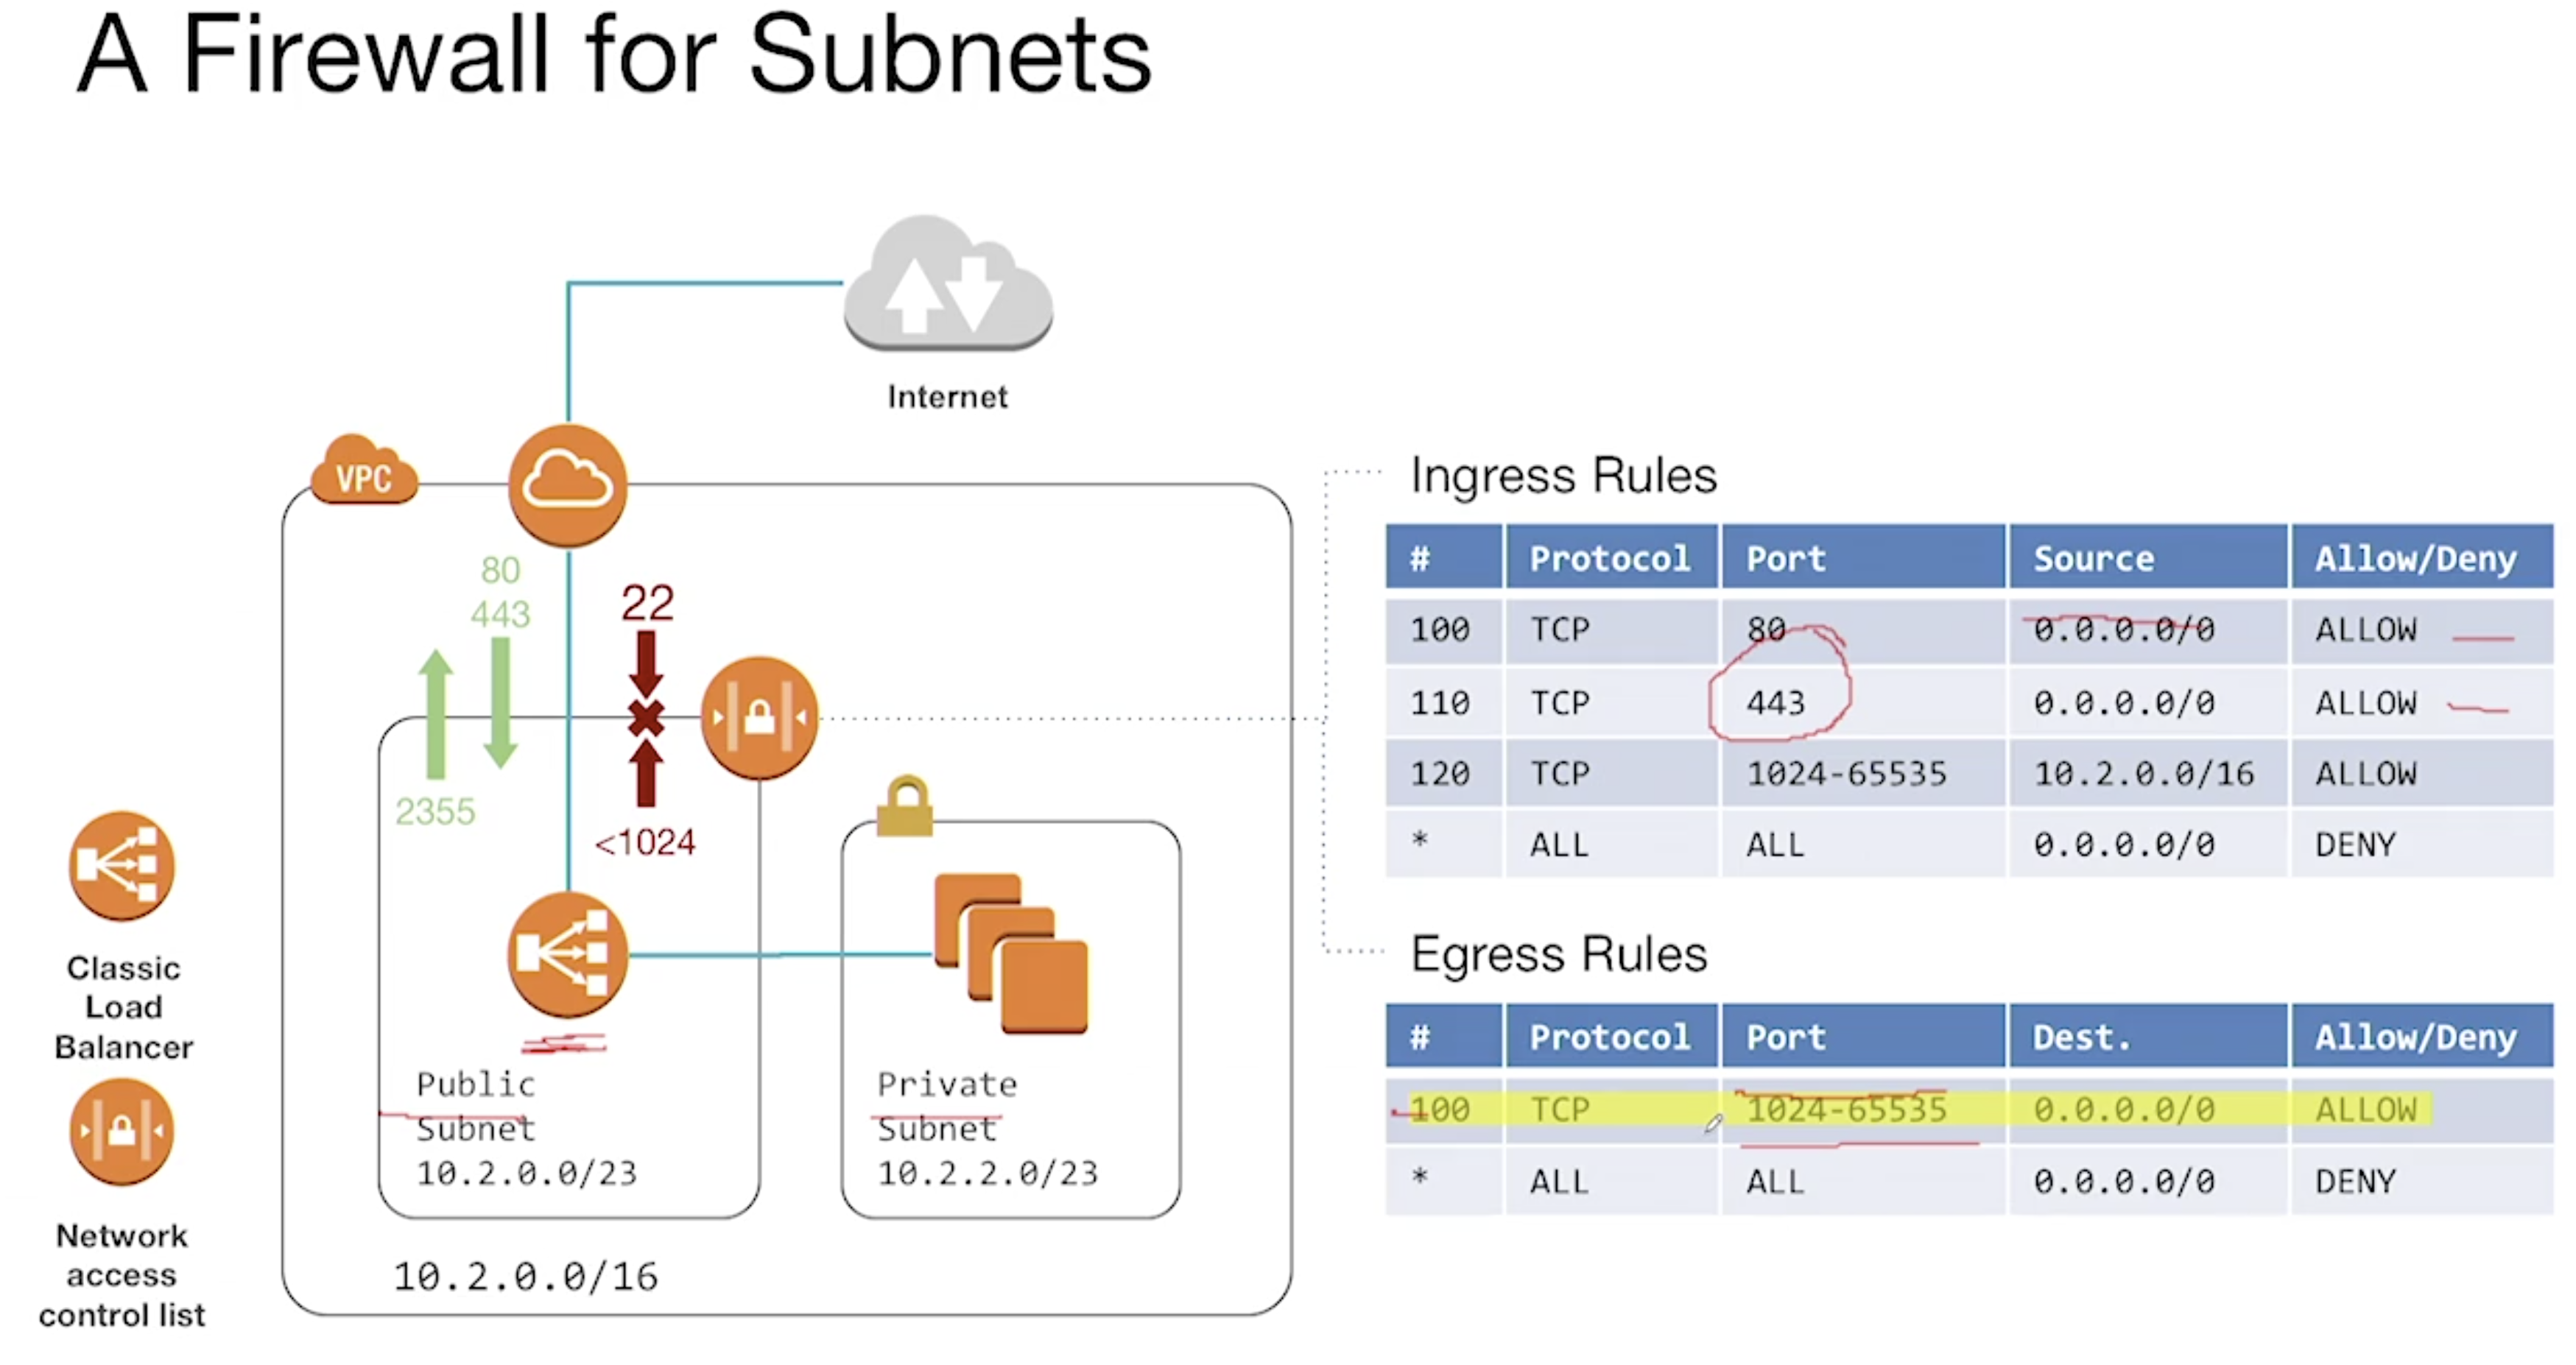 A Firewall for Subnets
Internet
VPC
80
443
22
2355
<1024
Classic
Load
Balancer
Network
access
control list
Public
Subnet
10.2.0.0/23
Private
Subnet
10.2.2.0/23
10.2.0.0/16
Ingress Rules
# Protocol Port Source Allow/Deny
100 TCP 80 0.0.0.0/0 ALLOW
110 TCP 443 0.0.0.0/0 ALLOW
120 TCP 1024-65535 10.2.0.0/16 ALLOW
* ALL ALL 0.0.0.0/0 DENY
Egress Rules
# Protocol Port Dest. Allow/Deny
100 TCP 1024-65535 0.0.0.0/0 ALLOW
* ALL ALL 0.0.0.0/0 DENY